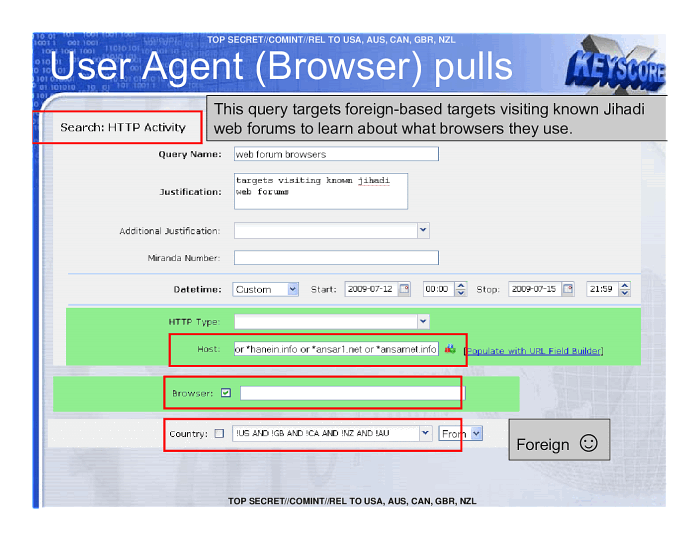 TOP SECRET//COMINT//REL TO USA, AUS, CAN, GBR, NZL
User Agent (Browser) pulls
XKEYSCORE
This query targets foreign-based targets visiting known Jihadi
web forums to learn about what browsers they use.
Search: HTTP Activity
Query Name: web forum browsers
Justification: targets visiting known jihadi
web forums
Additional Justification:
Miranda Number:
Datetime: Custom Start: 2009-07-12 00:00 Stop: 2009-07-15 21:59
HTTP Type:
Host: or *hanein.info or *ansar1.net or *ansarnet.info [Populate with URL Field Builder]
Browser:
Country: !US AND !GB AND !CA AND !NZ AND !AU From
Foreign ☺
TOP SECRET//COMINT//REL TO USA, AUS, CAN, GBR, NZL